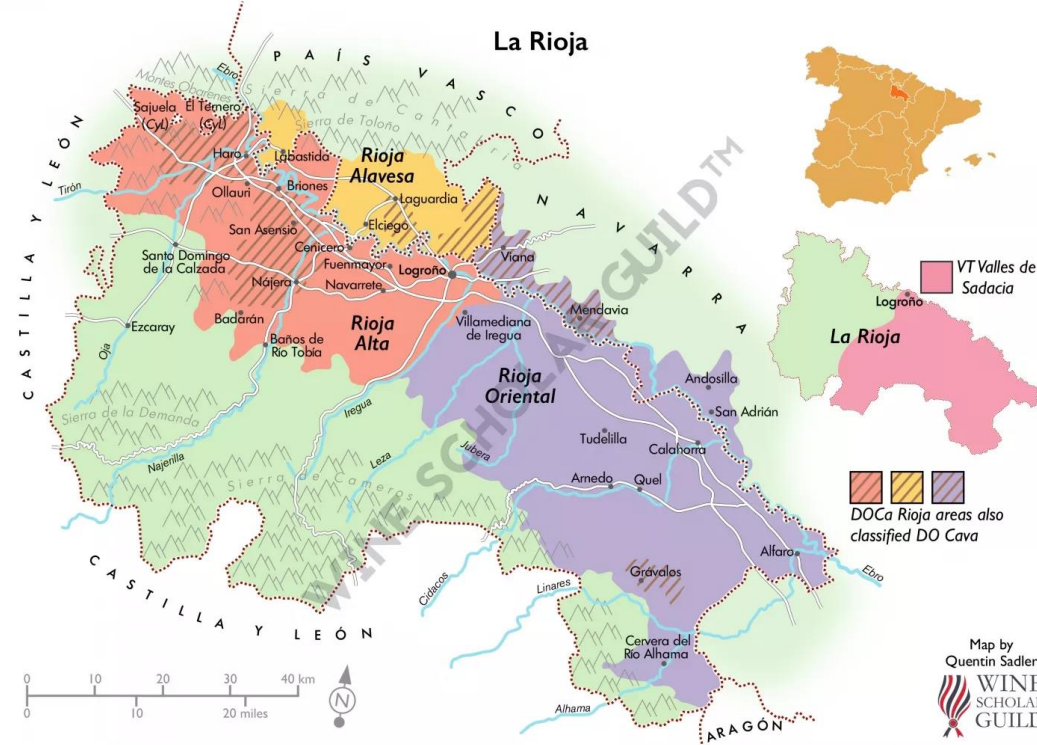 La Rioja
PAÍS VASCO
NAVARRA
CASTILLA Y LEÓN
CASTILLA Y LEÓN
ARAGÓN
Ebro
Montes Obarenes
Sierra de Cantabria
Sierra de Toloño
Sajuela
(CyL)
El Ternero
(CyL)
Haro
Labastida
Rioja
Alavesa
Tirón
Ollauri
Briones
Laguardia
San Asensio
Elciego
Cenicero
Viana
Santo Domingo
de la Calzada
Fuenmayor
Logroño
Nájera
Navarrete
Mendavia
Badarán
Rioja
Alta
Villamediana
de Iregua
Ezcaray
Baños de
Río Tobía
Oja
Rioja
Oriental
Andosilla
San Adrián
Iregua
Sierra de la Demanda
Tudelilla
Calahorra
Najerilla
Leza
Jubera
Sierra de Cameros
Arnedo
Quel
Alfaro
Ebro
Cidacos
Linares
Grávalos
Cervera del
Río Alhama
Alhama
WINE SCHOLAR GUILD™
VT Valles de
Sadacia
Logroño
La Rioja
DOCa Rioja areas also
classified DO Cava
0 10 20 30 40 km
0 10 20 miles
N
Map by
Quentin Sadler
WINE
SCHOLAR
GUILD